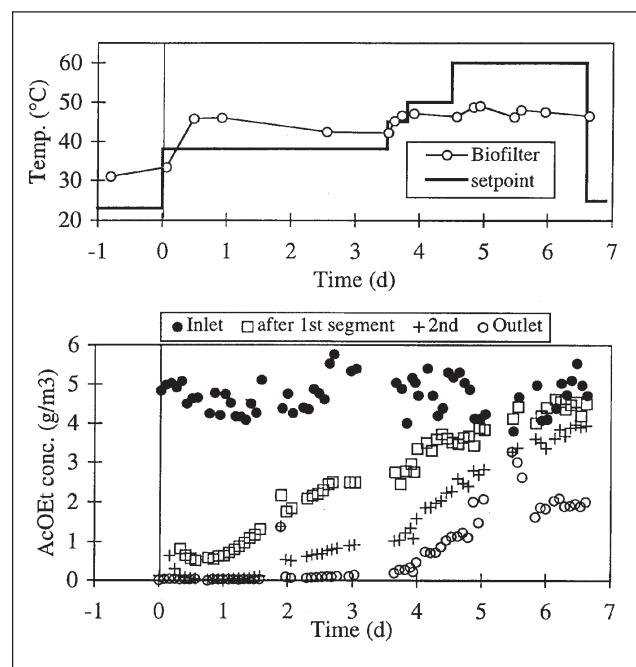 60
50
40
30
20
Temp. (°C)
Biofilter
setpoint
-1 0 1 2 3 4 5 6 7
Time (d)
Inlet after 1st segment 2nd Outlet
6
5
4
3
2
1
0
AcOEt conc. (g/m3)
-1 0 1 2 3 4 5 6 7
Time (d)